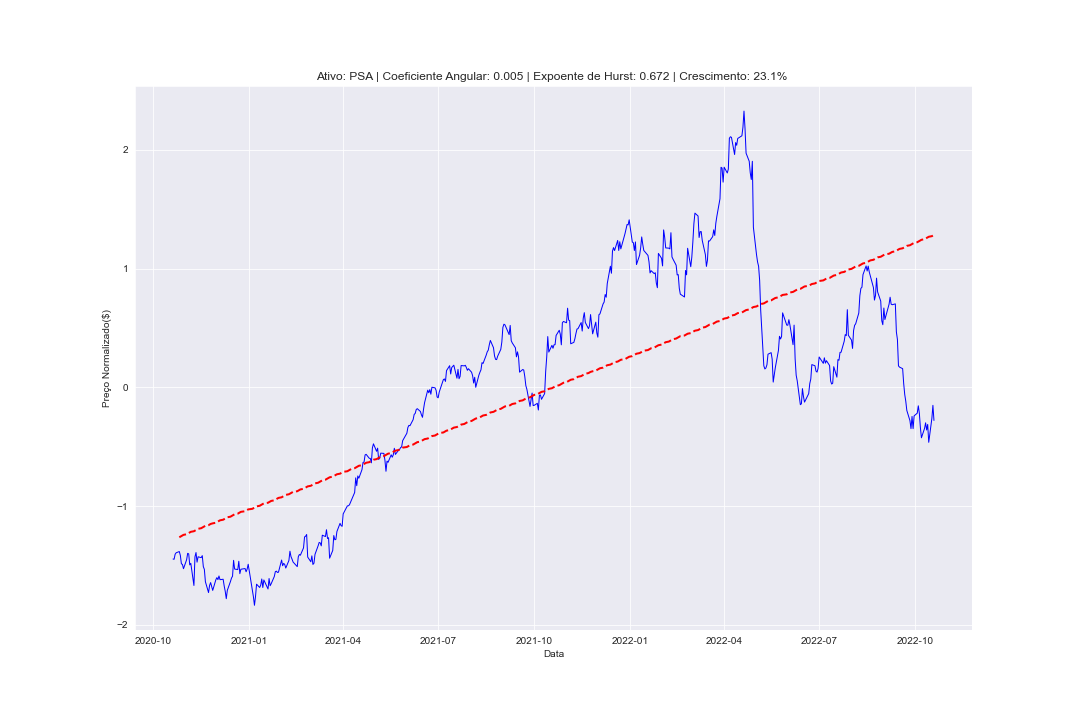 Ativo: PSA | Coeficiente Angular: 0.005 | Expoente de Hurst: 0.672 | Crescimento: 23.1%
Preço Normalizado($)
2
1
0
−1
−2
2020-10 2021-01 2021-04 2021-07 2021-10 2022-01 2022-04 2022-07 2022-10
Data